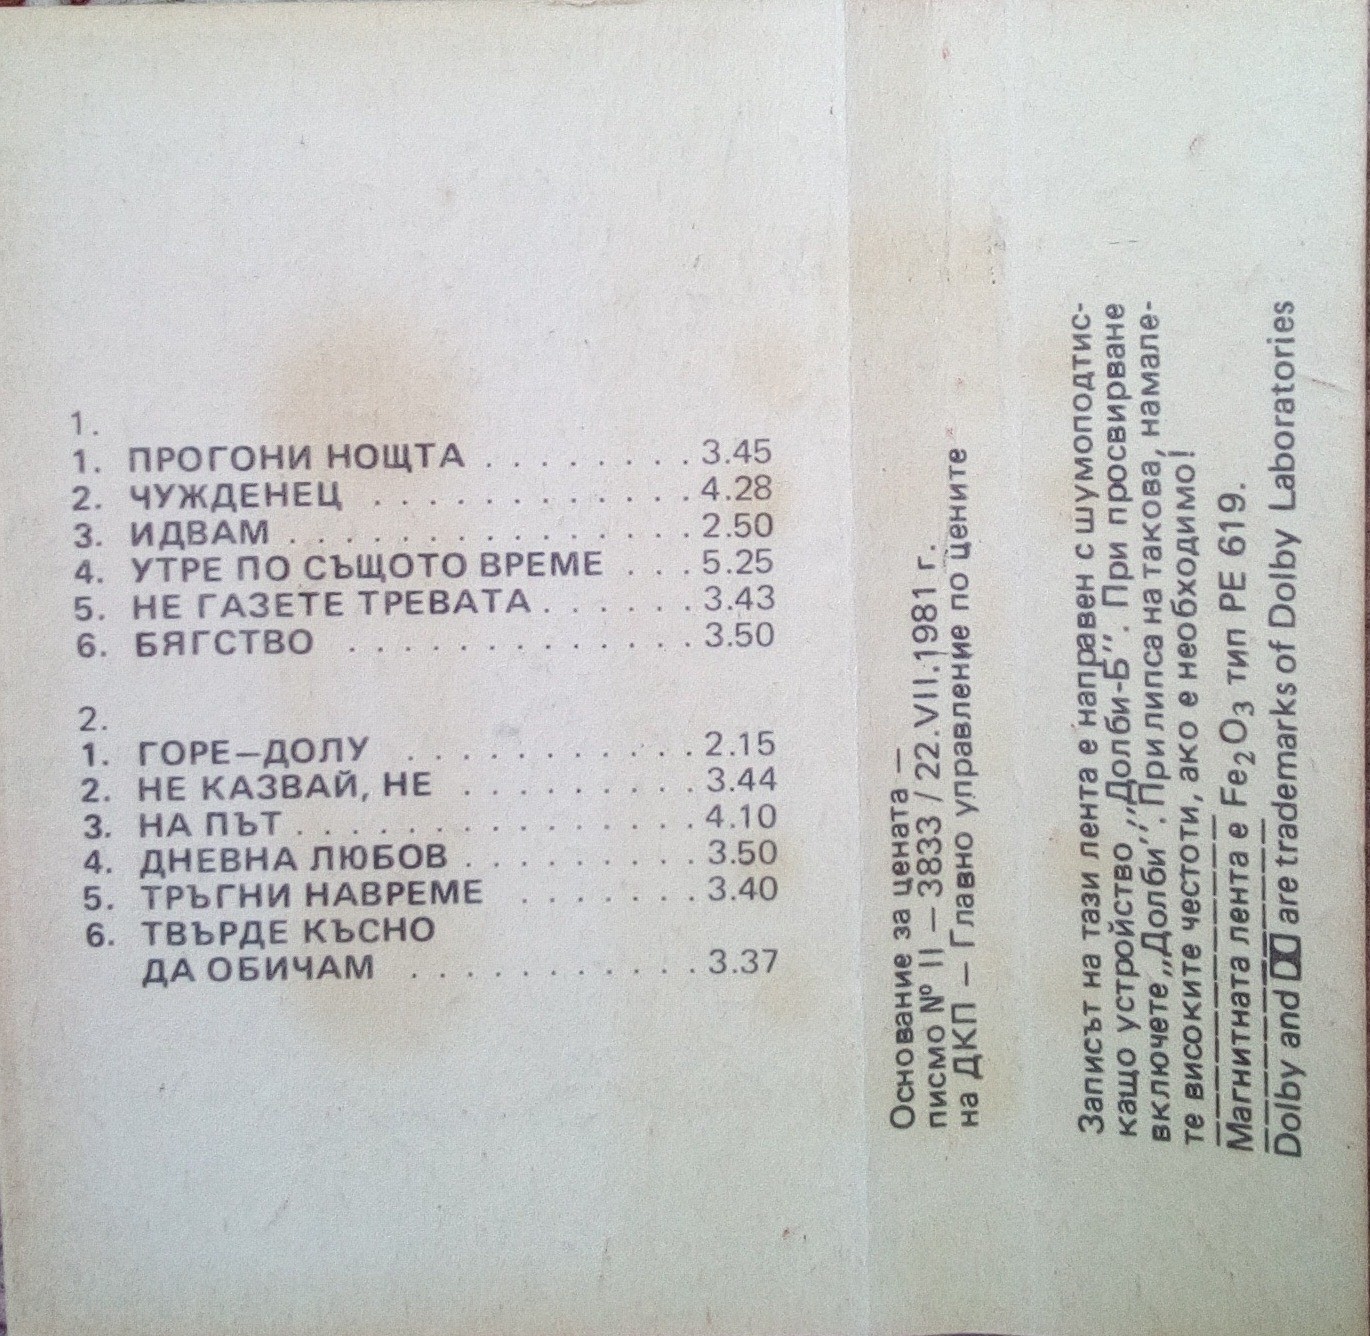 1.
1. ПРОГОНИ НОЩТА . . . . . . . . . 3.45
2. ЧУЖДЕНЕЦ . . . . . . . . . . . . . . 4.28
3. ИДВАМ . . . . . . . . . . . . . . . . . . 2.50
4. УТРЕ ПО СЪЩОТО ВРЕМЕ . . . 5.25
5. НЕ ГАЗЕТЕ ТРЕВАТА . . . . . . 3.43
6. БЯГСТВО . . . . . . . . . . . . . . 3.50
2.
1. ГОРЕ—ДОЛУ . . . . . . . . . . . . 2.15
2. НЕ КАЗВАЙ, НЕ . . . . . . . . . 3.44
3. НА ПЪТ . . . . . . . . . . . . . . . . 4.10
4. ДНЕВНА ЛЮБОВ . . . . . . . . . 3.50
5. ТРЪГНИ НАВРЕМЕ . . . . . . . 3.40
6. ТВЪРДЕ КЪСНО
ДА ОБИЧАМ . . . . . . . . . . . . 3.37
Основание за цената —
писмо № II — 3833 / 22.VII.1981 г.
на ДКП — Главно управление по цените
Записът на тази лента е направен с шумоподтис-
кащо устройство ,,Долби-Б''. При просвирване
включете ,,Долби''. При липса на такова, намале-
те високите честоти, ако е необходимо!
Магнитната лента е Fe₂O₃ тип РЕ 619.
Dolby and are trademarks of Dolby Laboratories